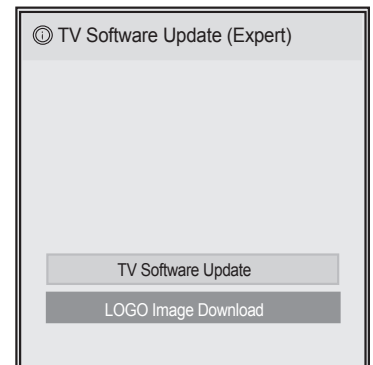 ⓘ TV Software Update (Expert)
TV Software Update
LOGO Image Download